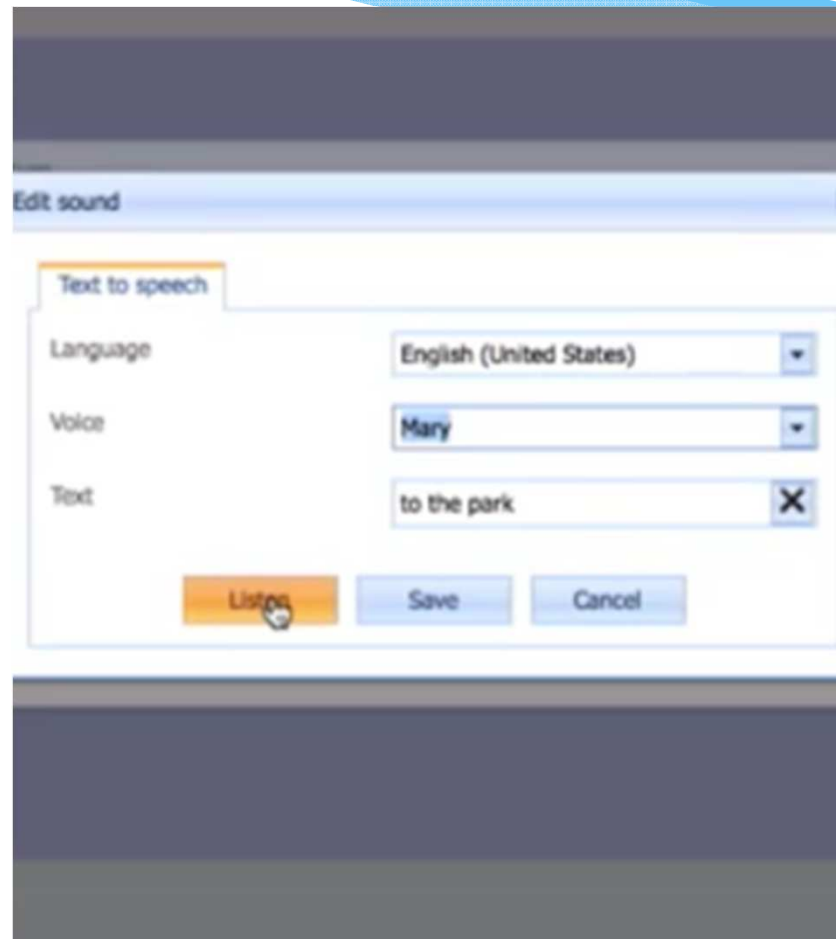 Edit sound
Text to speech
Language English (United States)
Voice Mary
Text to the park
Listen Save Cancel